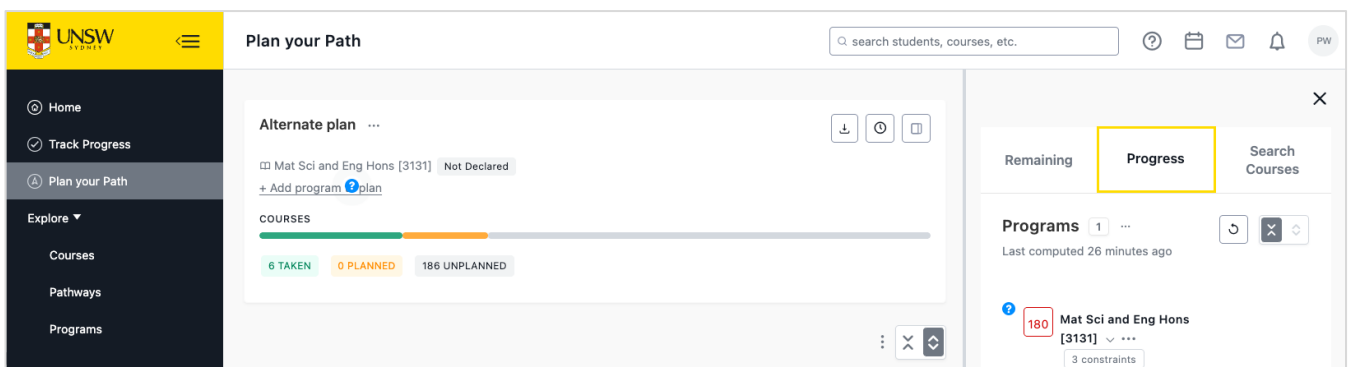 UNSW
SYDNEY
Plan your Path
search students, courses, etc.
PW
Home
Track Progress
Plan your Path
Explore
Courses
Pathways
Programs
Alternate plan
Mat Sci and Eng Hons [3131] Not Declared
+ Add program plan
COURSES
6 TAKEN 0 PLANNED 186 UNPLANNED
Remaining
Progress
Search
Courses
Programs 1
Last computed 26 minutes ago
180 Mat Sci and Eng Hons
[3131]
3 constraints